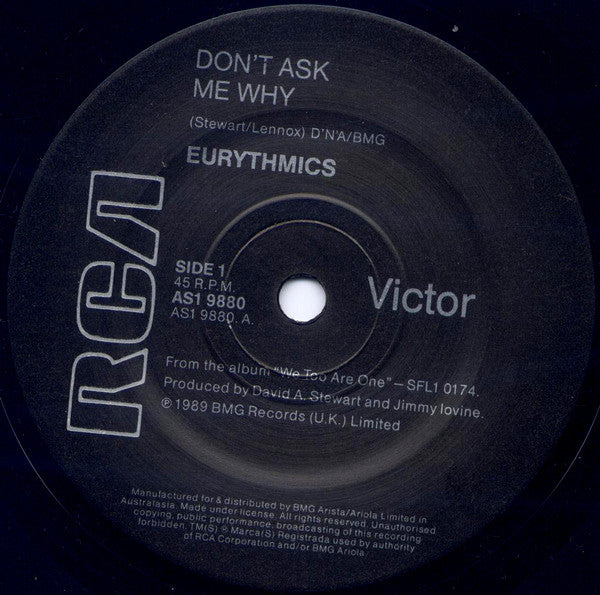 DON'T ASK
ME WHY
(Stewart/Lennox) D'N'A/BMG
EURYTHMICS
RCA
SIDE 1
45 R.P.M.
AS1 9880
AS1 9880. A.
Victor
From the album "We Too Are One" – SFL1 0174.
Produced by David A. Stewart and Jimmy Iovine.
℗ 1989 BMG Records (U.K.) Limited
Manufactured for & distributed by BMG Arista/Ariola Limited in
Australasia. Made under license. All rights reserved. Unauthorised
copying, public performance, broadcasting of this recording
forbidden. TM(S) ® Marca(S) Registrada used by authority
of RCA Corporation and/or BMG Ariola